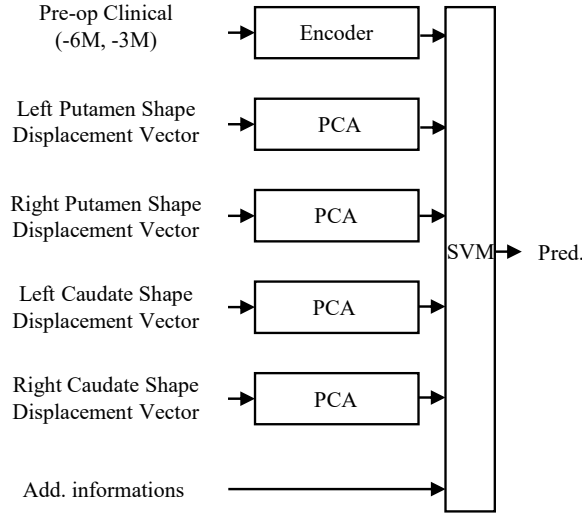 Pre-op Clinical
(-6M, -3M)
Encoder
Left Putamen Shape
Displacement Vector
PCA
Right Putamen Shape
Displacement Vector
PCA
SVM
Pred.
Left Caudate Shape
Displacement Vector
PCA
Right Caudate Shape
Displacement Vector
PCA
Add. informations